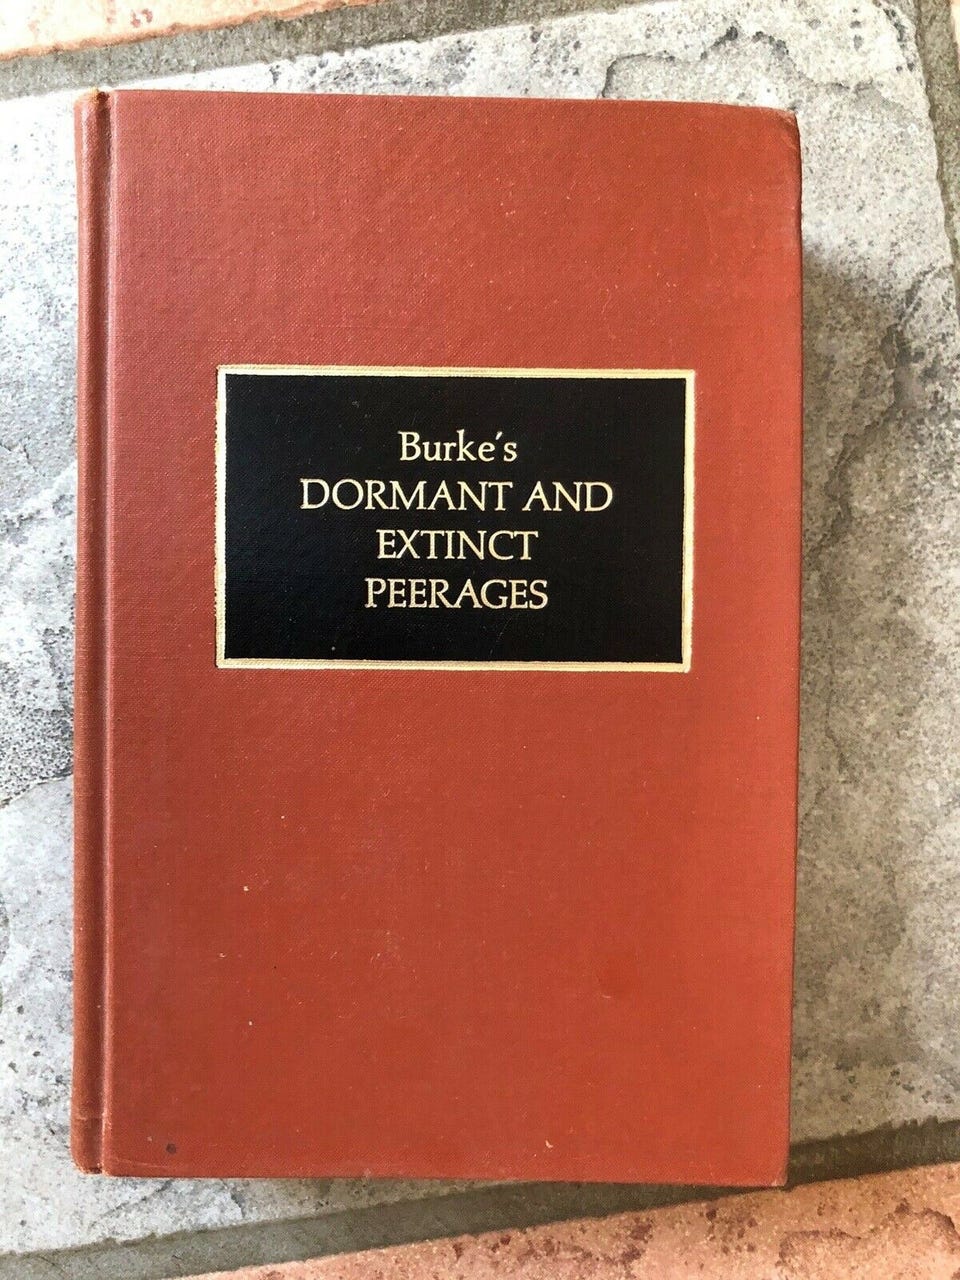 Burke's
DORMANT AND
EXTINCT
PEERAGES